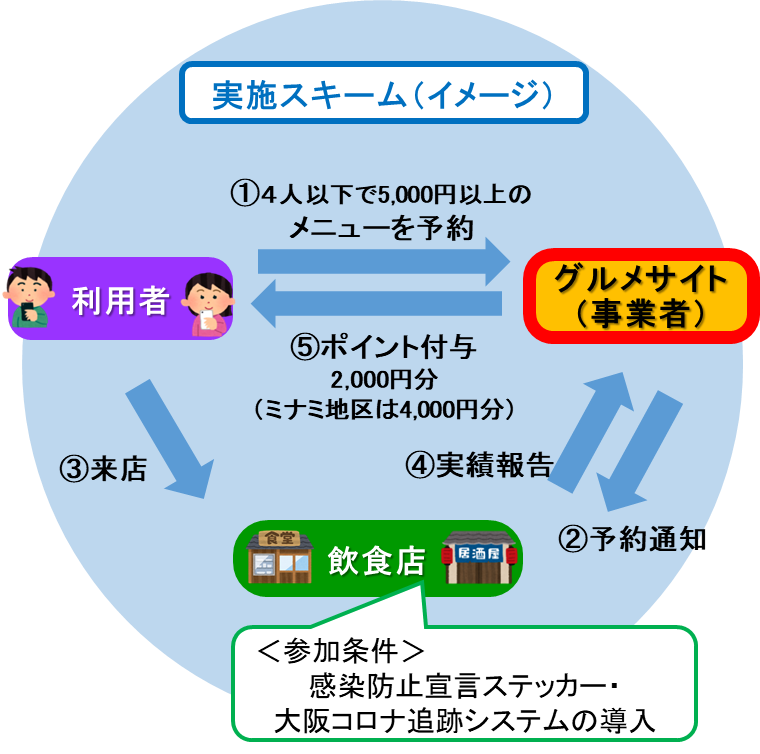 実施スキーム（イメージ）
①４人以下で5,000円以上の
メニューを予約
利用者
グルメサイト
（事業者）
⑤ポイント付与
2,000円分
（ミナミ地区は4,000円分）
③来店
④実績報告
②予約通知
食堂
飲食店
居酒屋
＜参加条件＞
感染防止宣言ステッカー・
大阪コロナ追跡システムの導入